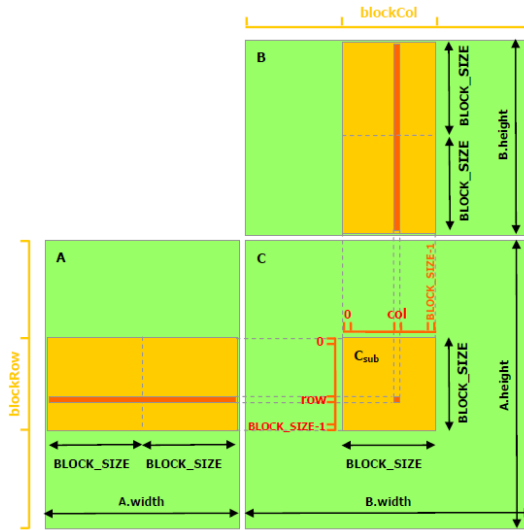 blockCol
B
BLOCK_SIZE
BLOCK_SIZE
B.height
A
C
BLOCK_SIZE-1
0
col
blockRow
0
Csub
row
BLOCK_SIZE-1
BLOCK_SIZE
A.height
BLOCK_SIZE
BLOCK_SIZE
BLOCK_SIZE
A.width
B.width